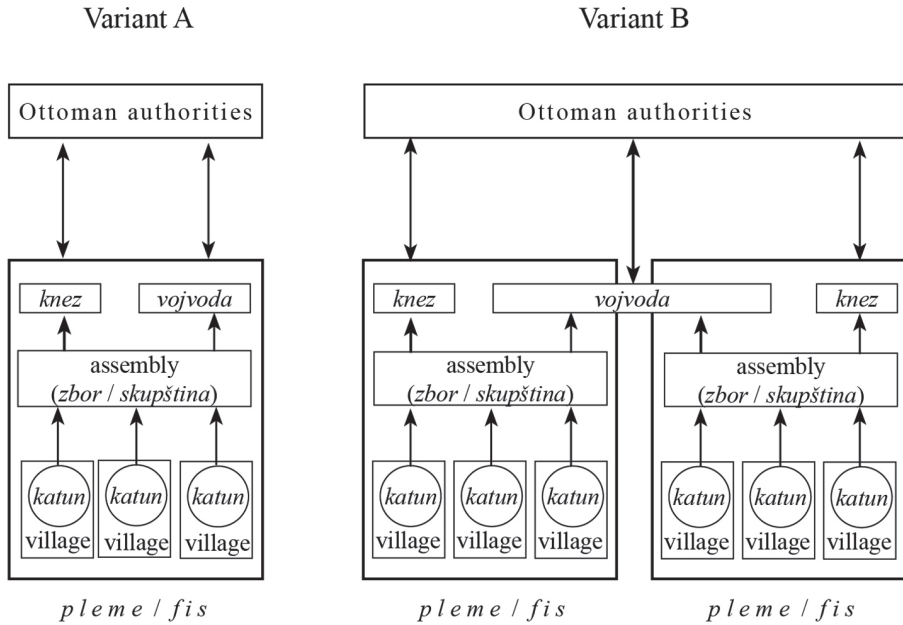 Variant A
Variant B
Ottoman authorities
Ottoman authorities
knez
vojvoda
knez
vojvoda
knez
assembly
(zbor / skupština)
assembly
(zbor / skupština)
assembly
(zbor / skupština)
katun
village
katun
village
katun
village
katun
village
katun
village
katun
village
katun
village
katun
village
katun
village
pleme / fis
pleme / fis
pleme / fis